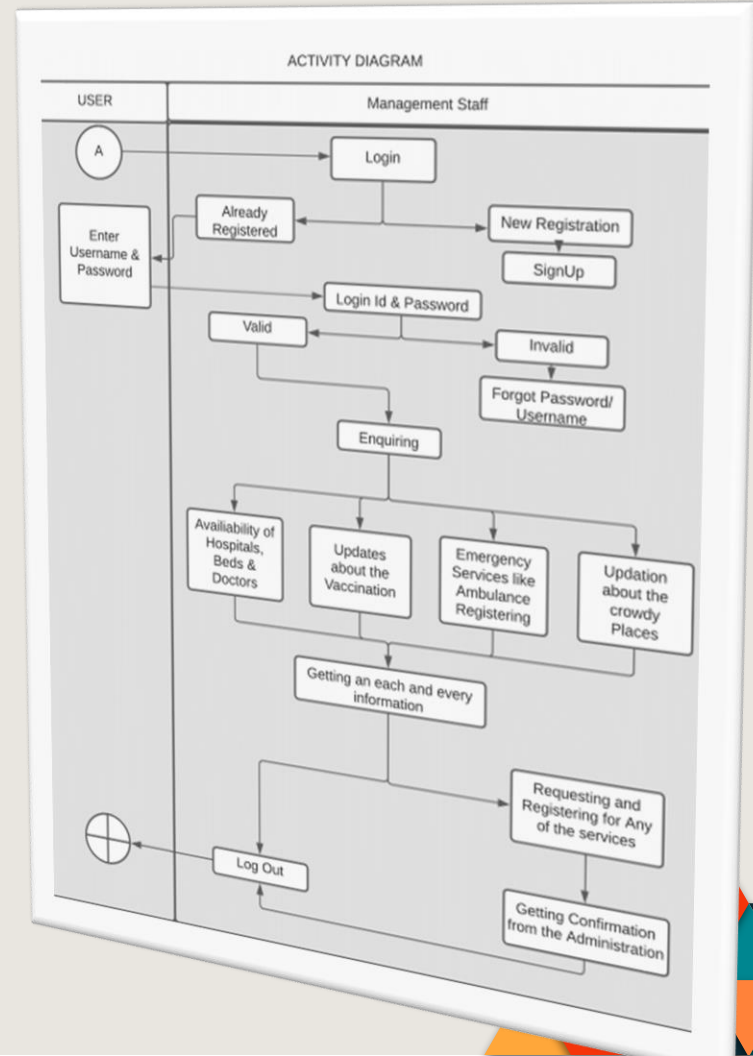 ACTIVITY DIAGRAM
USER
Management Staff
A
Login
Already
Registered
New Registration
Enter
Username &
Password
SignUp
Login Id & Password
Valid
Invalid
Forgot Password/
Username
Enquiring
Availiability of
Hospitals,
Beds &
Doctors
Updates
about the
Vaccination
Emergency
Services like
Ambulance
Registering
Updation
about the
crowdy
Places
Getting an each and every
information
Requesting and
Registering for Any
of the services
Log Out
Getting Confirmation
from the Administration